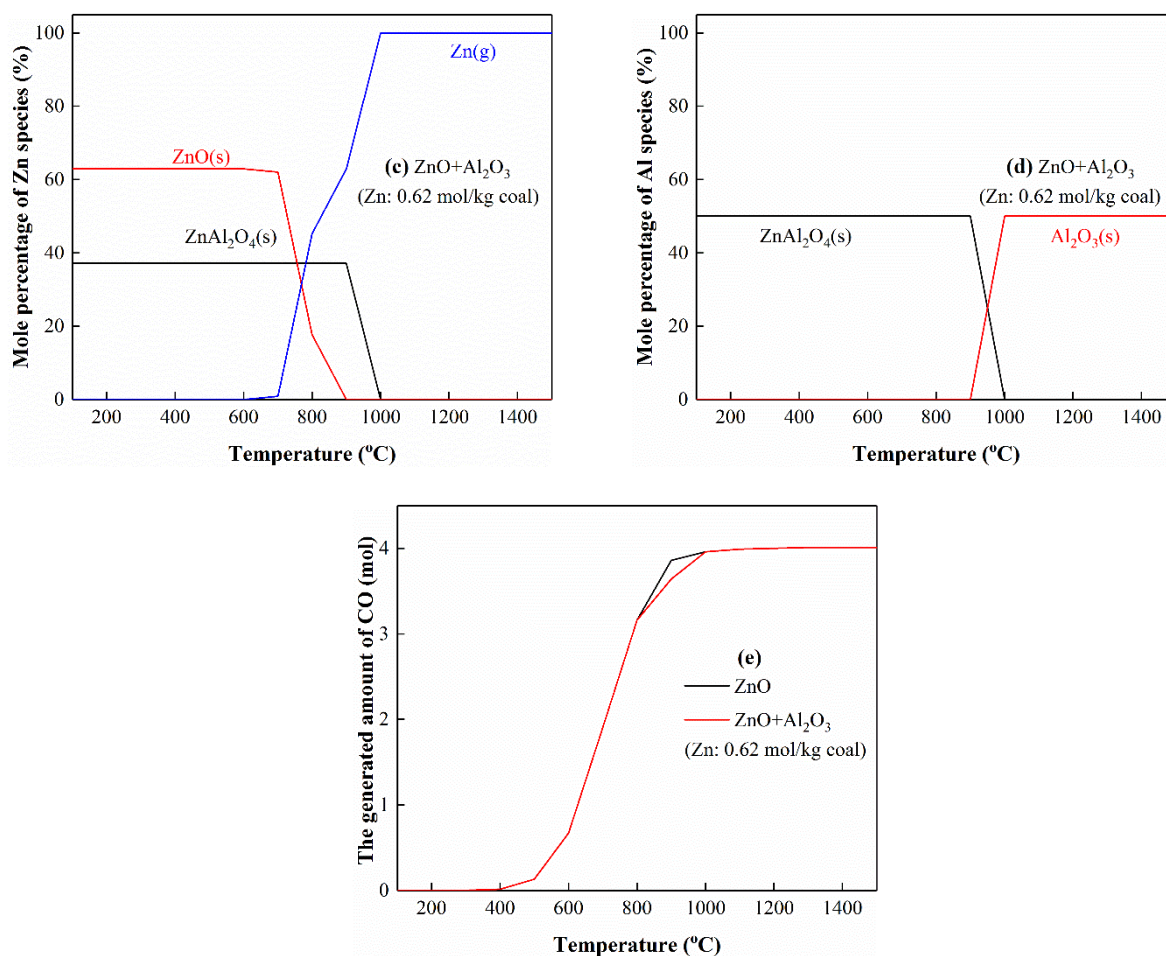 Mole percentage of Zn species (%)
100
80
60
40
20
0
Zn(g)
ZnO(s)
(c) ZnO+Al₂O₃
(Zn: 0.62 mol/kg coal)
ZnAl₂O₄(s)
200 400 600 800 1000 1200 1400
Temperature (°C)
Mole percentage of Al species (%)
100
80
60
40
20
0
(d) ZnO+Al₂O₃
(Zn: 0.62 mol/kg coal)
ZnAl₂O₄(s)
Al₂O₃(s)
200 400 600 800 1000 1200 1400
Temperature (°C)
The generated amount of CO (mol)
4
3
2
1
0
(e)
ZnO
ZnO+Al₂O₃
(Zn: 0.62 mol/kg coal)
200 400 600 800 1000 1200 1400
Temperature (°C)